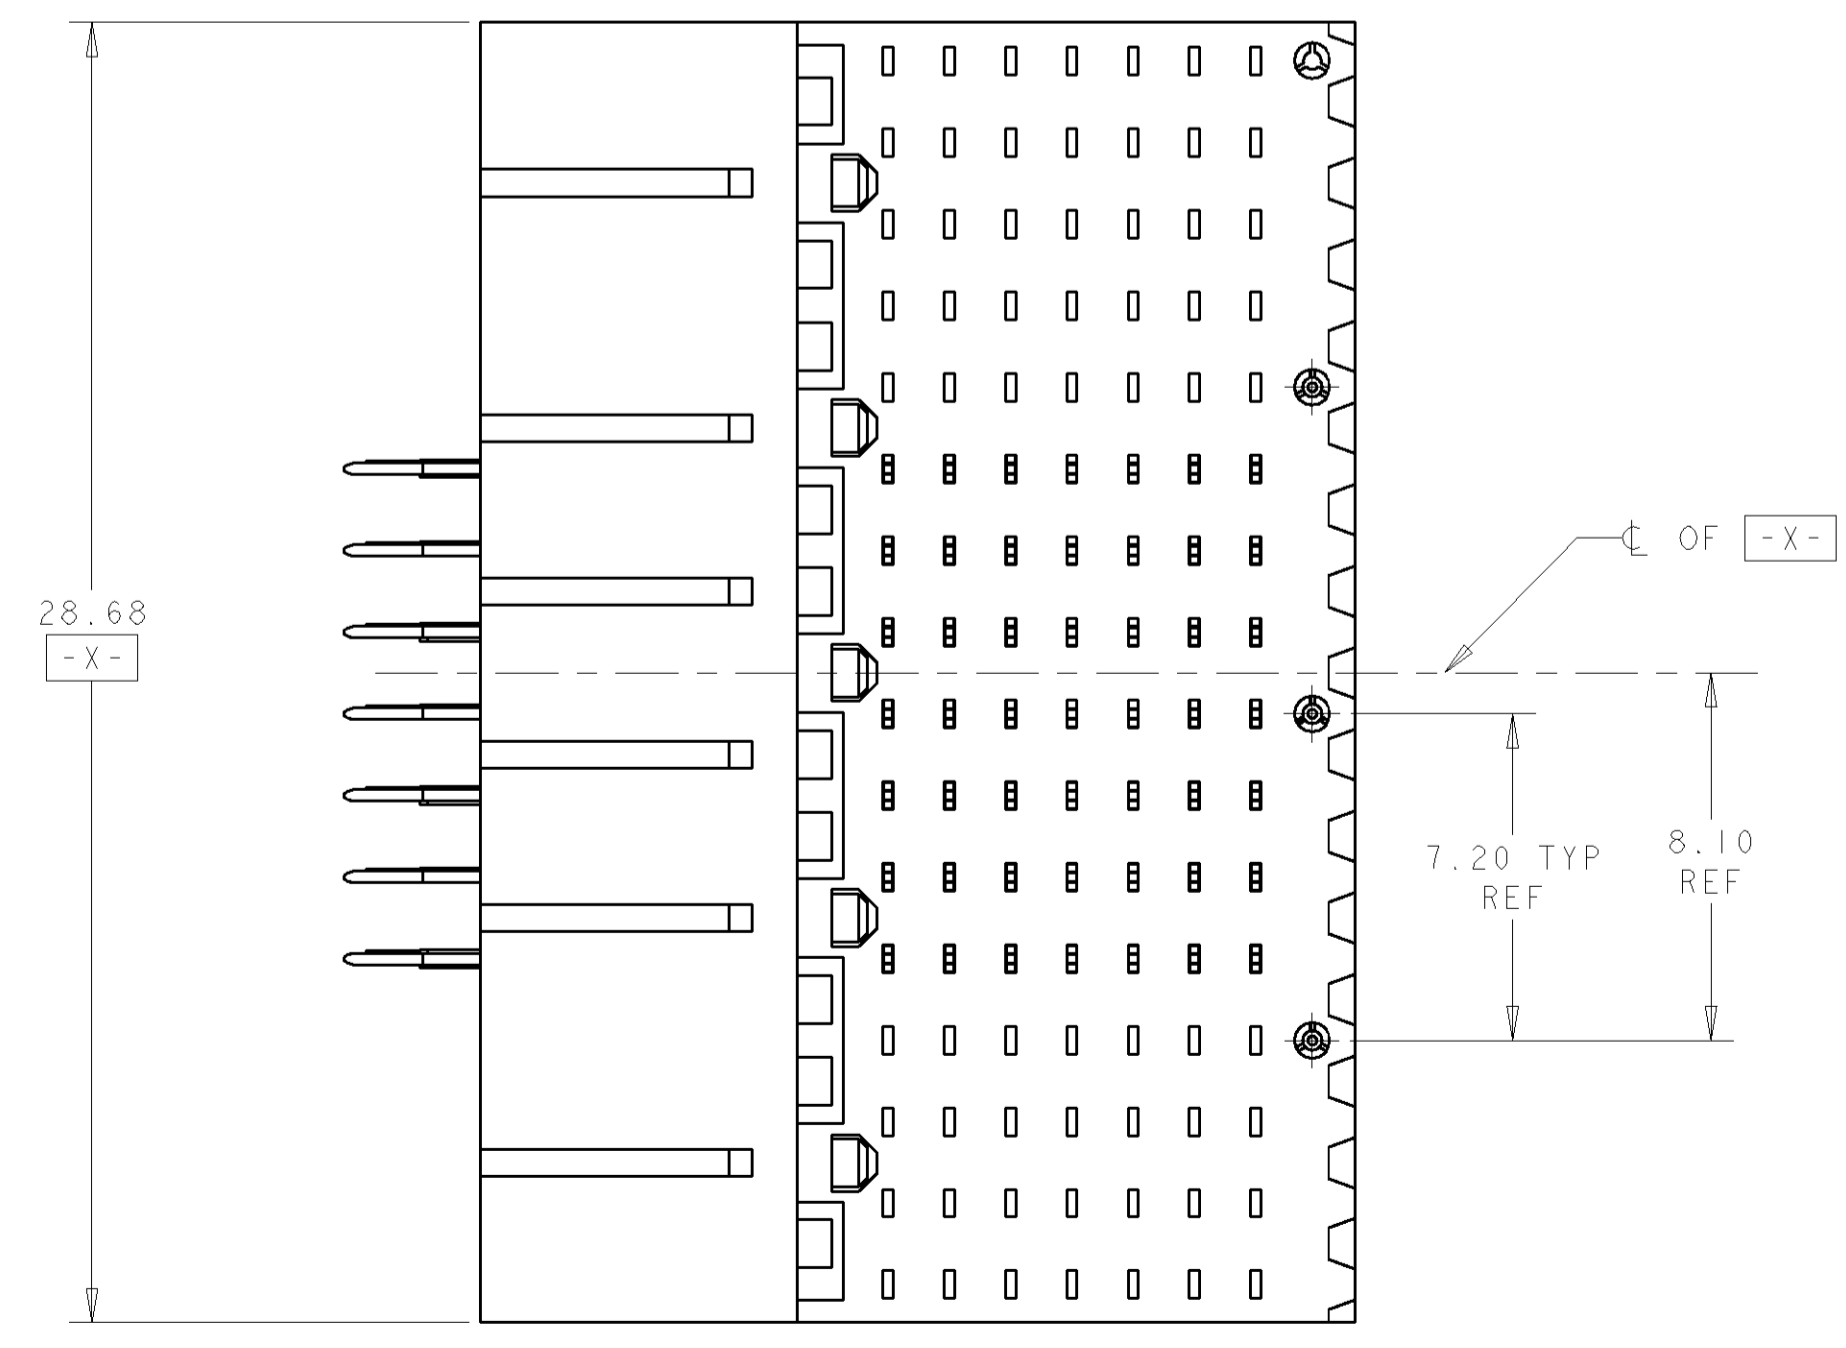 ℄ OF -X-
28.68
-X-
7.20 TYP
REF
8.10
REF